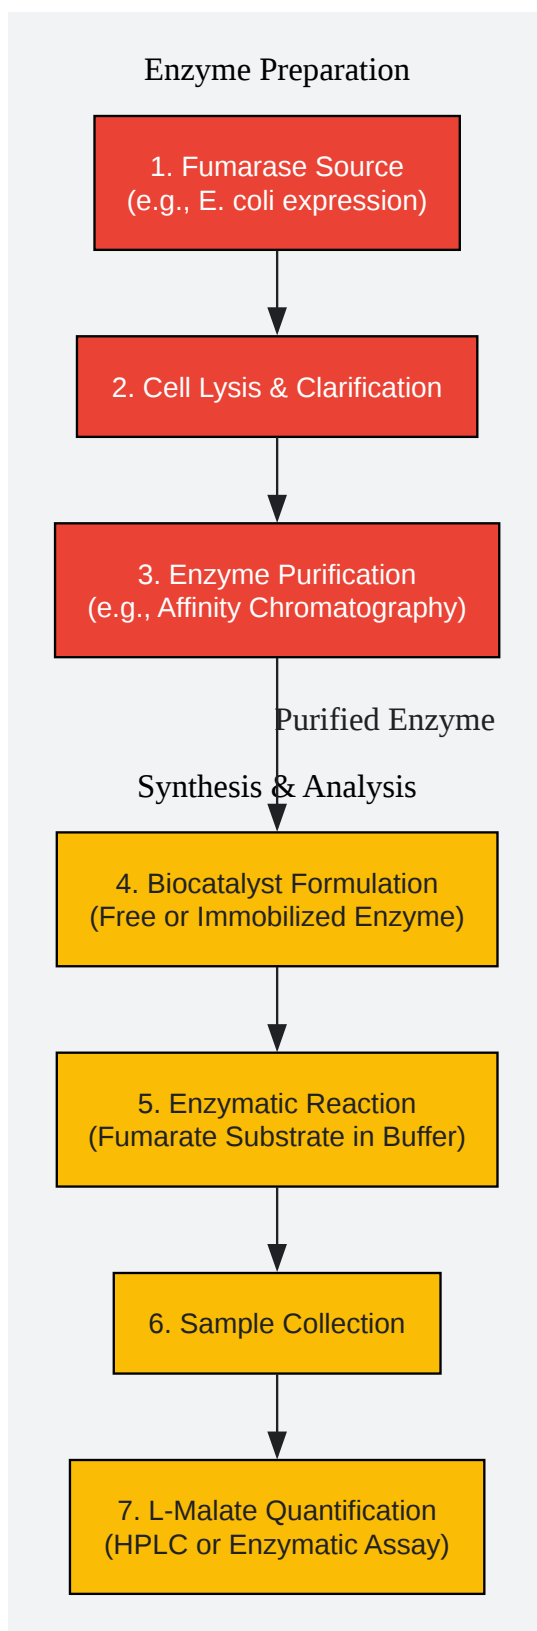 Enzyme Preparation
1. Fumarase Source
(e.g., E. coli expression)
2. Cell Lysis & Clarification
3. Enzyme Purification
(e.g., Affinity Chromatography)
Purified Enzyme
Synthesis & Analysis
4. Biocatalyst Formulation
(Free or Immobilized Enzyme)
5. Enzymatic Reaction
(Fumarate Substrate in Buffer)
6. Sample Collection
7. L-Malate Quantification
(HPLC or Enzymatic Assay)